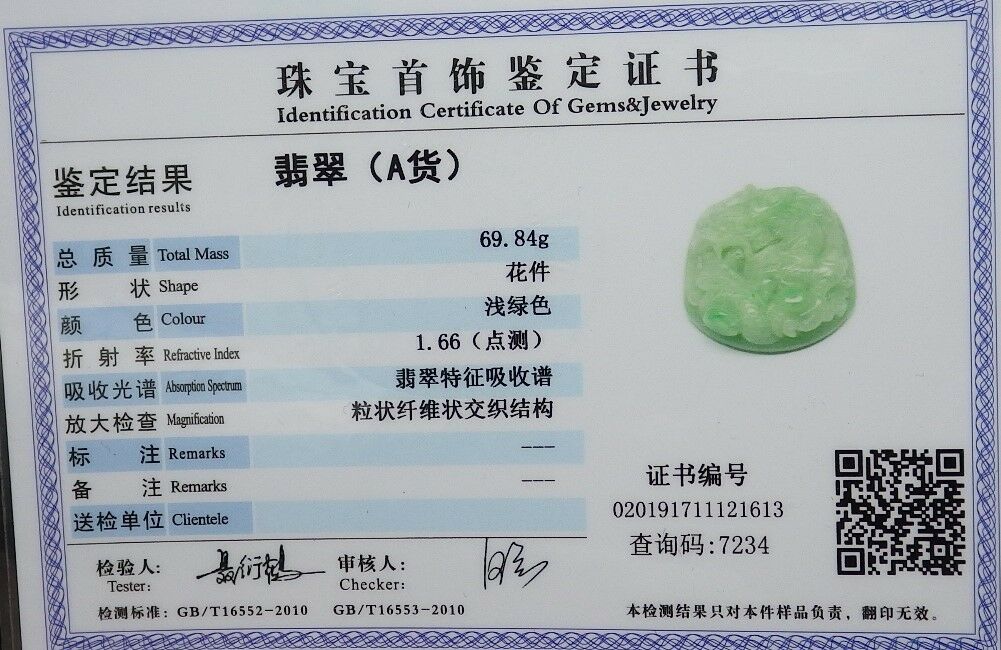 珠宝首饰鉴定证书
Identification Certificate Of Gems&Jewelry
鉴定结果 翡翠（A货）
Identification results
总质量 Total Mass 69.84g
形状 Shape 花件
颜色 Colour 浅绿色
折射率 Refractive Index 1.66（点测）
吸收光谱 Absorption Spectrum 翡翠特征吸收谱
放大检查 Magnification 粒状纤维状交织结构
标注 Remarks ---
备注 Remarks ---
送检单位 Clientele
证书编号
020191711121613
查询码:7234
检验人: 审核人:
Tester: Checker:
检测标准: GB/T16552-2010 GB/T16553-2010
本检测结果只对本件样品负责，翻印无效。